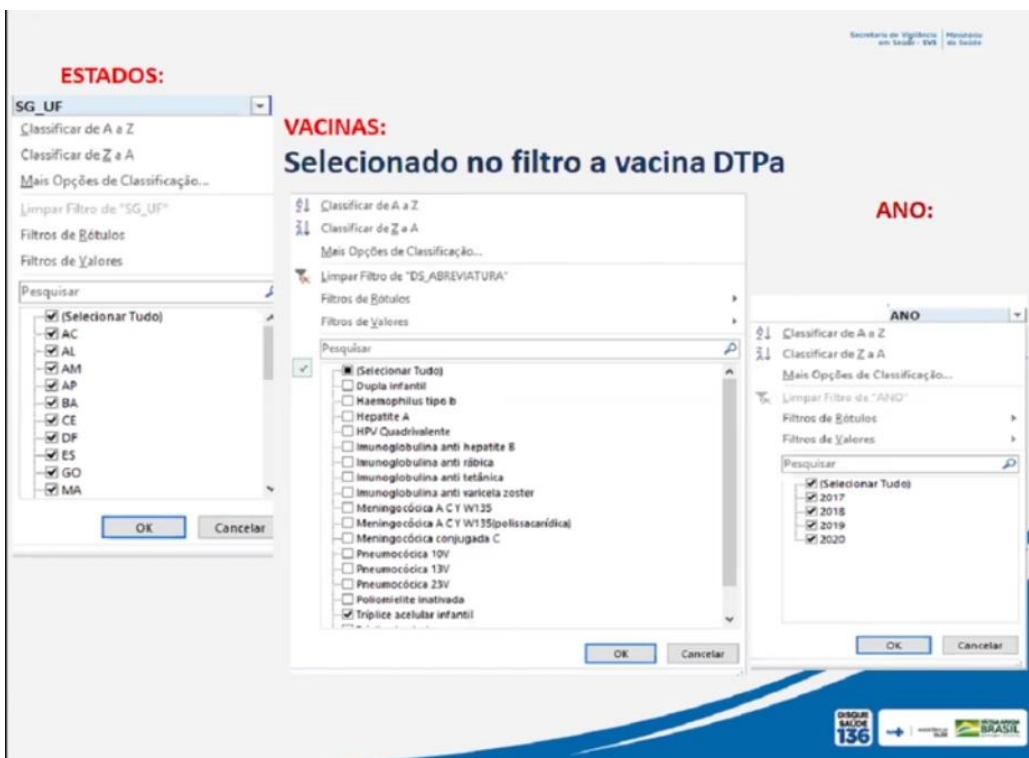 Secretaria de Vigilância
em Saúde - SVS
Ministério
da Saúde
ESTADOS:
SG_UF
Classificar de A a Z
Classificar de Z a A
Mais Opções de Classificação...
Limpar Filtro de "SG_UF"
Filtros de Rótulos
Filtros de Valores
Pesquisar
(Selecionar Tudo)
AC
AL
AM
AP
BA
CE
DF
ES
GO
MA
OK
Cancelar
VACINAS:
Selecionado no filtro a vacina DTPa
Classificar de A a Z
Classificar de Z a A
Mais Opções de Classificação...
Limpar Filtro de "DS_ABREVIATURA"
Filtros de Rótulos
Filtros de Valores
Pesquisar
(Selecionar Tudo)
Dupla infantil
Haemophilus tipo b
Hepatite A
HPV Quadrivalente
Imunoglobulina anti hepatite B
Imunoglobulina anti rábica
Imunoglobulina anti tetânica
Imunoglobulina anti varicela zoster
Meningocócica A C Y W135
Meningocócica A C Y W135(polissacarídica)
Meningocócica conjugada C
Pneumocócica 10V
Pneumocócica 13V
Pneumocócica 23V
Poliomielite inativada
Tríplice acelular infantil
OK
Cancelar
ANO:
ANO
Classificar de A a Z
Classificar de Z a A
Mais Opções de Classificação...
Limpar Filtro de "ANO"
Filtros de Rótulos
Filtros de Valores
Pesquisar
(Selecionar Tudo)
2017
2018
2019
2020
OK
Cancelar
DISQUE
SAÚDE
136
SUS
PÁTRIA AMADA
BRASIL